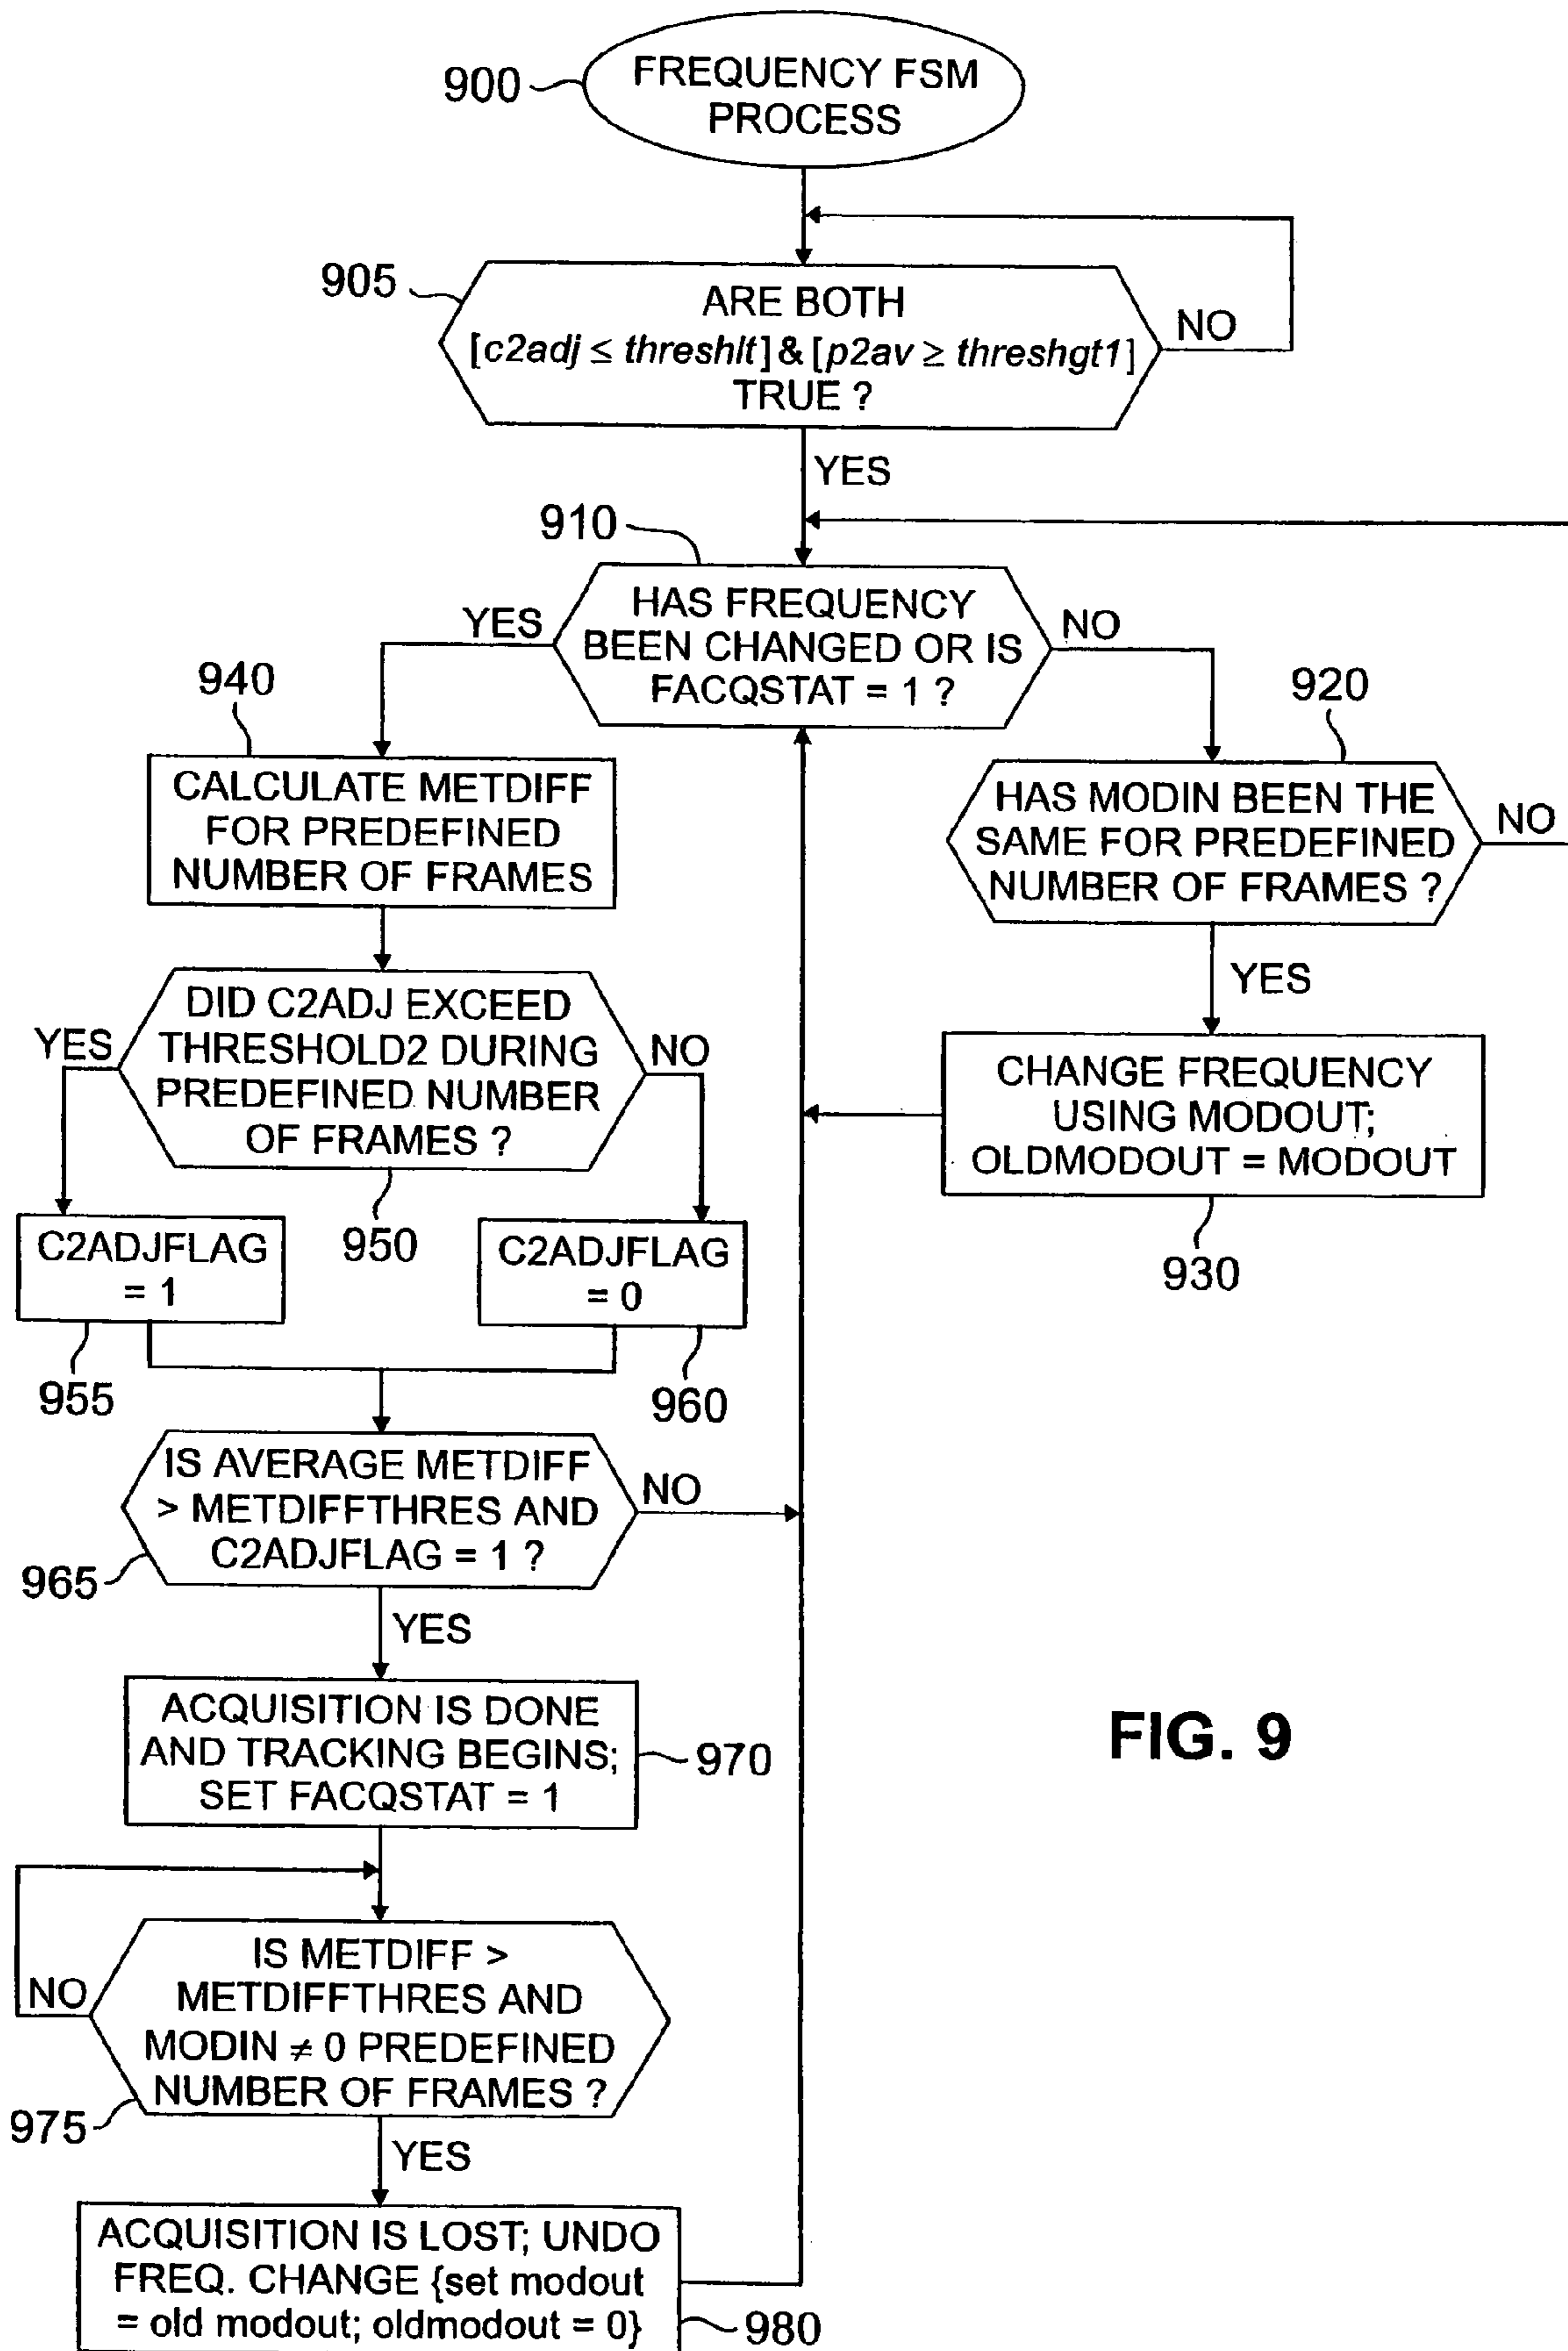 900
FREQUENCY FSM
PROCESS
905
ARE BOTH
[c2adj ≤ threshlt] & [p2av ≥ threshgt1]
TRUE ?
NO
YES
910
HAS FREQUENCY
BEEN CHANGED OR IS
FACQSTAT = 1 ?
YES
NO
940
CALCULATE METDIFF
FOR PREDEFINED
NUMBER OF FRAMES
920
HAS MODIN BEEN THE
SAME FOR PREDEFINED
NUMBER OF FRAMES ?
NO
YES
CHANGE FREQUENCY
USING MODOUT;
OLDMODOUT = MODOUT
930
DID C2ADJ EXCEED
THRESHOLD2 DURING
PREDEFINED NUMBER
OF FRAMES ?
YES
NO
950
C2ADJFLAG
= 1
955
C2ADJFLAG
= 0
960
IS AVERAGE METDIFF
> METDIFFTHRES AND
C2ADJFLAG = 1 ?
NO
965
YES
ACQUISITION IS DONE
AND TRACKING BEGINS;
SET FACQSTAT = 1
970
FIG. 9
IS METDIFF >
METDIFFTHRES AND
MODIN ≠ 0 PREDEFINED
NUMBER OF FRAMES ?
NO
975
YES
ACQUISITION IS LOST; UNDO
FREQ. CHANGE {set modout
= old modout; oldmodout = 0}
980